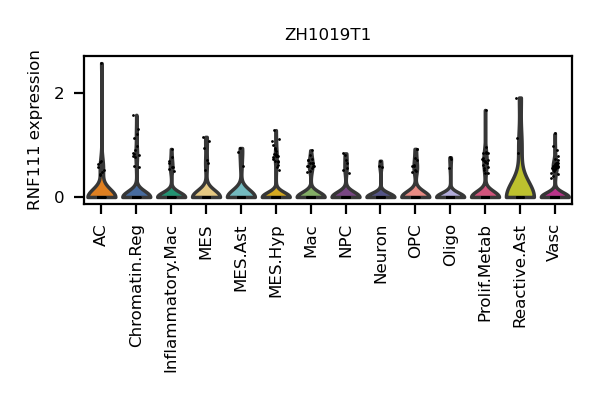 ZH1019T1
RNF111 expression
2
0
AC
Chromatin.Reg
Inflammatory.Mac
MES
MES.Ast
MES.Hyp
Mac
NPC
Neuron
OPC
Oligo
Prolif.Metab
Reactive.Ast
Vasc